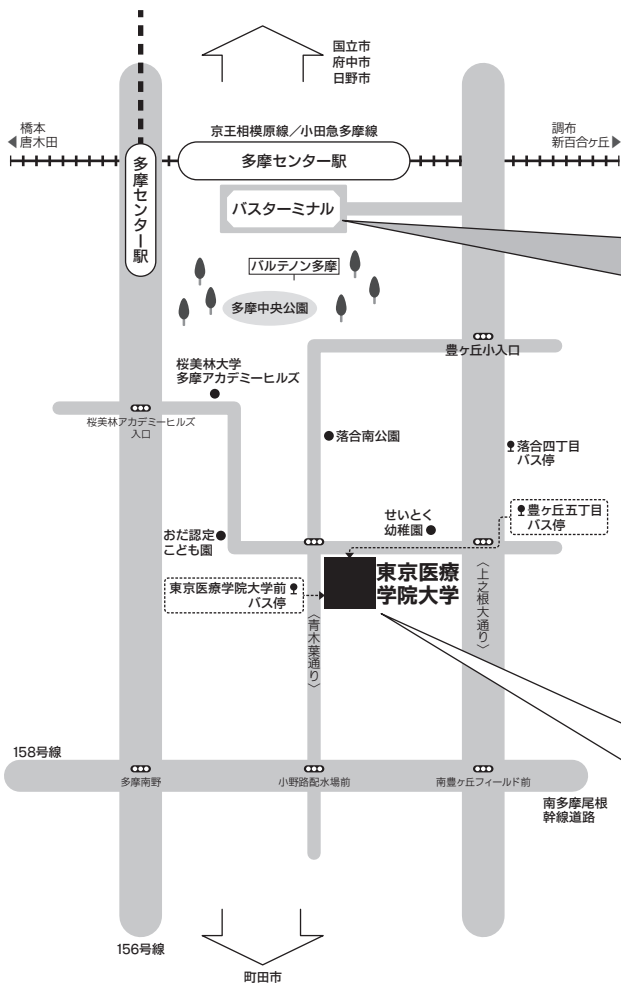 国立市
府中市
日野市
橋本
唐木田
京王相模原線／小田急多摩線
調布
新百合ヶ丘
多摩センター駅
多摩センター駅
バスターミナル
パルテノン多摩
多摩中央公園
豊ヶ丘小入口
桜美林大学
多摩アカデミーヒルズ
桜美林アカデミーヒルズ
入口
落合南公園
落合四丁目
バス停
豊ヶ丘五丁目
バス停
せいとく
幼稚園
おだ認定
こども園
東京医療
学院大学
東京医療学院大学前
バス停
〈上之根大通り〉
〈青木葉通り〉
158号線
多摩南野
小野路配水場前
南豊ヶ丘フィールド前
南多摩尾根
幹線道路
156号線
町田市